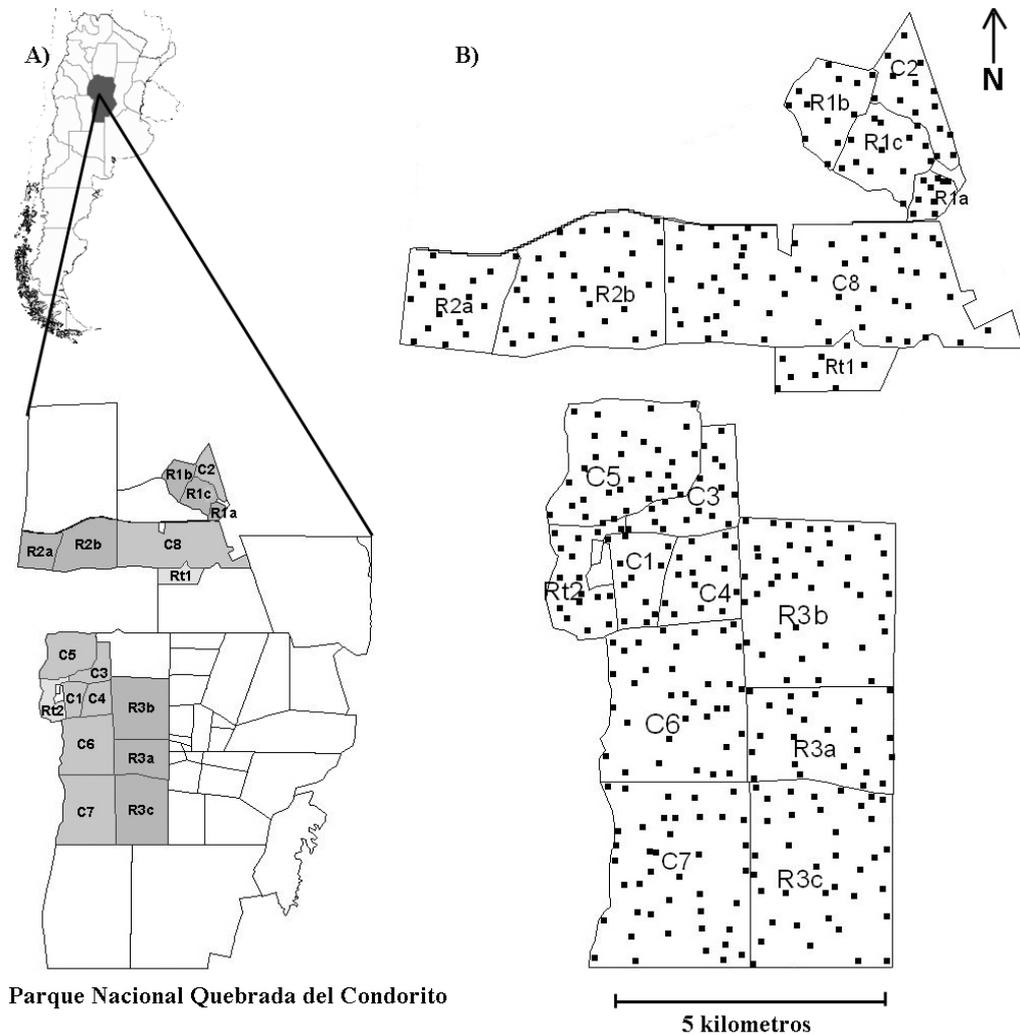 A)
R1b
C2
R1c
R1a
R2a
R2b
C8
Rt1
C5
C3
C1
C4
Rt2
R3b
C6
R3a
C7
R3c
Parque Nacional Quebrada del Condorito
B)
N
C2
R1b
R1c
R1a
C8
R2a
R2b
Rt1
C5
C3
C1
C4
Rt2
R3b
C6
R3a
C7
R3c
5 kilometros